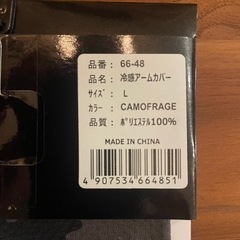 品番： 66-48
品名： 冷感アームカバー
ｻｲｽﾞ： L
カラー： CAMOFRAGE
品質： ﾎﾟﾘｴｽﾃﾙ100%
MADE IN CHINA
4 907534 664851